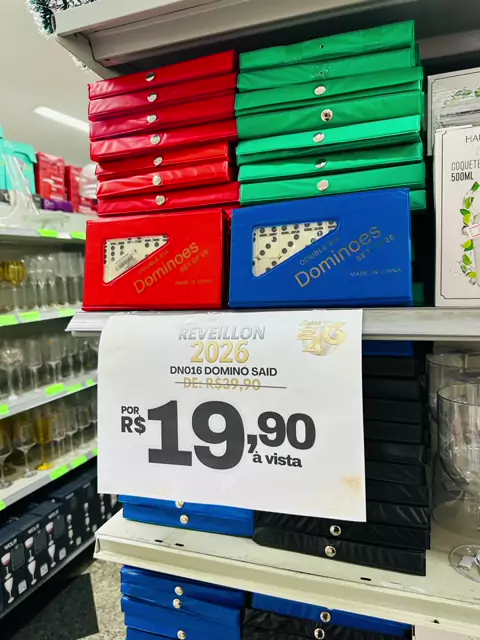 DOUBLE SIX
Dominoes
SET OF 28
MADE IN CHINA
DOUBLE SIX
Dominoes
SET OF 28
MADE IN CHINA
COQUETE
500ML
REVEILLON
2026
DN016 DOMINO SAID
DE: R$39,90
POR
R$ 19,90
à vista